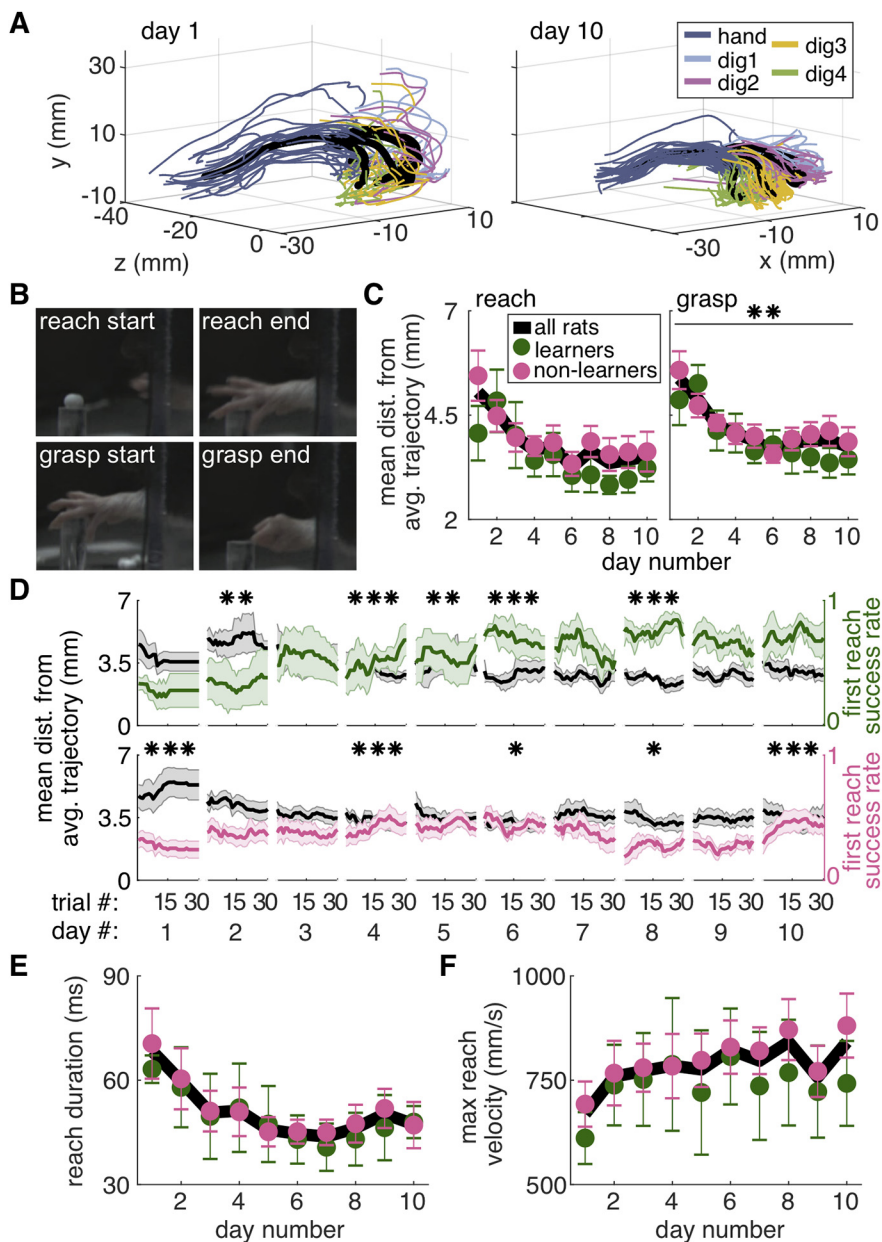 A
day 1
day 10
hand
dig1
dig2
dig3
dig4
y (mm)
30
10
-10
-40
-20
0
-30
-10
10
z (mm)
-30
-10
10
x (mm)
B
reach start
reach end
grasp start
grasp end
C
reach
grasp
**
all rats
learners
non-learners
mean dist. from
avg. trajectory (mm)
7
4.5
2
2 4 6 8 10
2 4 6 8 10
day number
D
** *** ** *** ***
mean dist. from
avg. trajectory (mm)
7
3.5
0
1
0
first reach
success rate
*** *** * * ***
7
3.5
0
1
0
first reach
success rate
trial #: 15 30 15 30 15 30 15 30 15 30 15 30 15 30 15 30 15 30 15 30
day #: 1 2 3 4 5 6 7 8 9 10
E
reach duration (ms)
90
60
30
2 4 6 8 10
day number
F
max reach
velocity (mm/s)
1000
750
500
2 4 6 8 10
day number